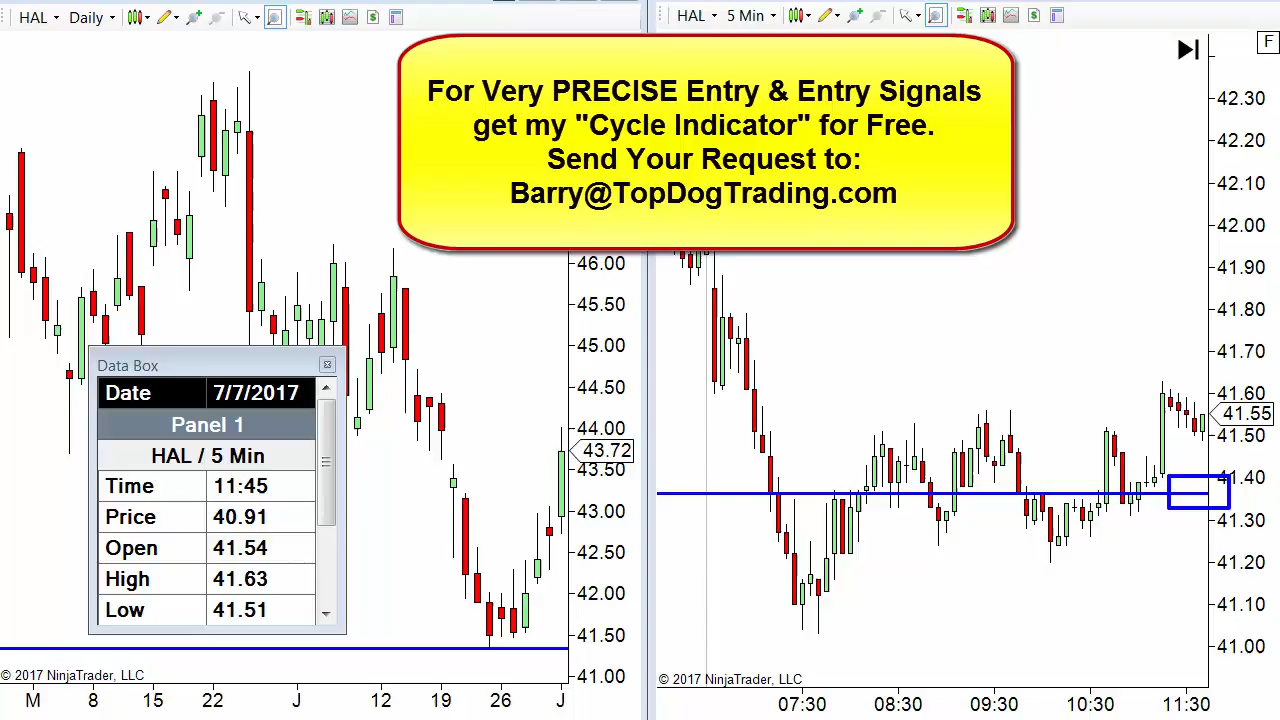 HAL Daily
HAL 5 Min
F
For Very PRECISE Entry & Entry Signals
get my "Cycle Indicator" for Free.
Send Your Request to:
Barry@TopDogTrading.com
46.00
45.50
45.00
44.50
44.00
43.72
43.50
43.00
42.50
42.00
41.50
41.00
Data Box
Date 7/7/2017
Panel 1
HAL / 5 Min
Time 11:45
Price 40.91
Open 41.54
High 41.63
Low 41.51
© 2017 NinjaTrader, LLC
M 8 15 22 J 12 19 26 J
42.30
42.20
42.10
42.00
41.90
41.80
41.70
41.60
41.55
41.50
41.40
41.30
41.20
41.10
41.00
© 2017 NinjaTrader, LLC
07:30 08:30 09:30 10:30 11:30